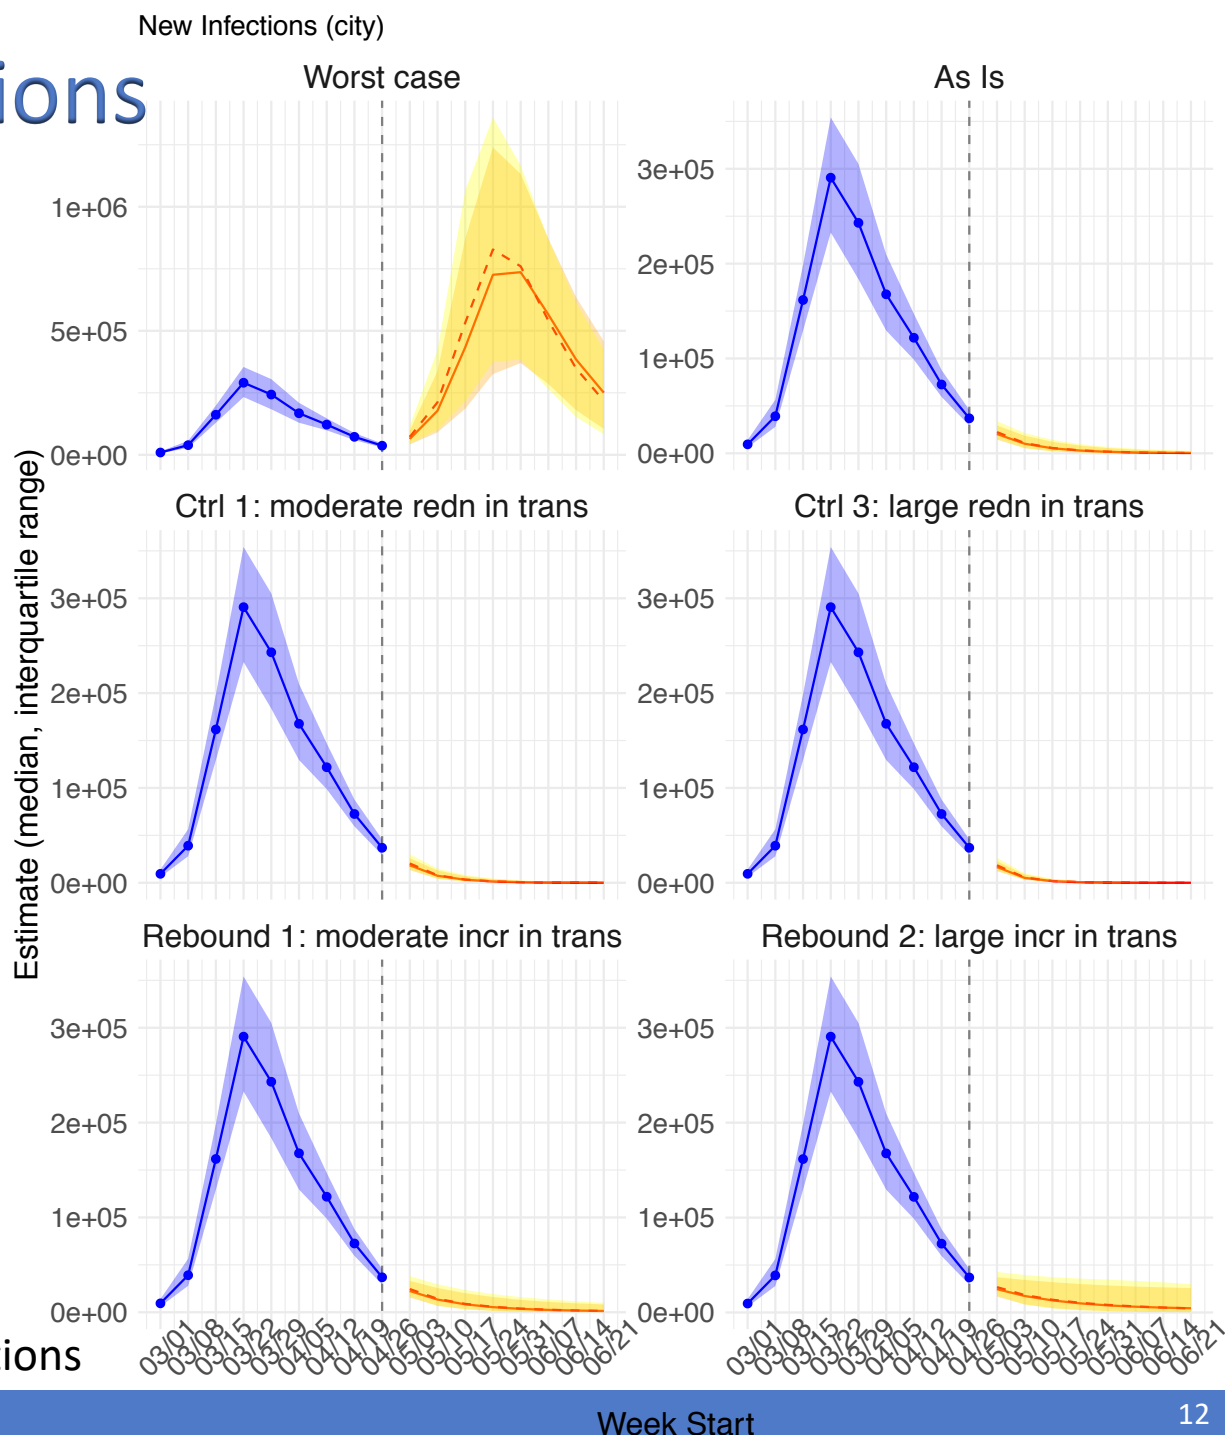 New Infections (city)
ions
Worst case
As Is
1e+06
5e+05
0e+00
3e+05
2e+05
1e+05
0e+00
Estimate (median, interquartile range)
Ctrl 1: moderate redn in trans
Ctrl 3: large redn in trans
3e+05
2e+05
1e+05
0e+00
3e+05
2e+05
1e+05
0e+00
Rebound 1: moderate incr in trans
Rebound 2: large incr in trans
3e+05
2e+05
1e+05
0e+00
3e+05
2e+05
1e+05
0e+00
03/01
03/08
03/15
03/22
03/29
04/05
04/12
04/19
04/26
05/03
05/10
05/17
05/24
05/31
06/07
06/14
06/21
03/01
03/08
03/15
03/22
03/29
04/05
04/12
04/19
04/26
05/03
05/10
05/17
05/24
05/31
06/07
06/14
06/21
tions
Week Start
12